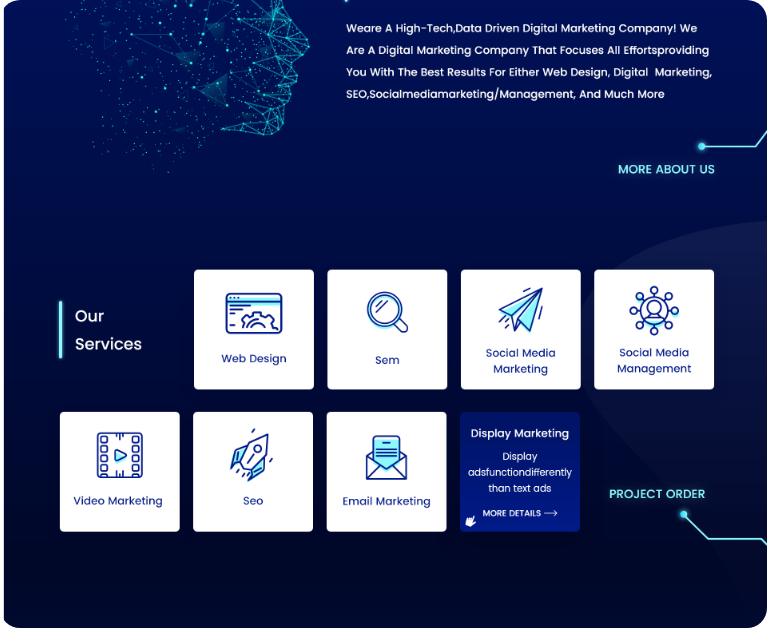 Weare A High-Tech,Data Driven Digital Marketing Company! We
Are A Digital Marketing Company That Focuses All Effortsproviding
You With The Best Results For Either Web Design, Digital Marketing,
SEO,Socialmediamarketing/Management, And Much More
MORE ABOUT US
Our
Services
Web Design
Sem
Social Media
Marketing
Social Media
Management
Video Marketing
Seo
Email Marketing
Display Marketing
Display
adsfunctiondifferently
than text ads
MORE DETAILS
PROJECT ORDER